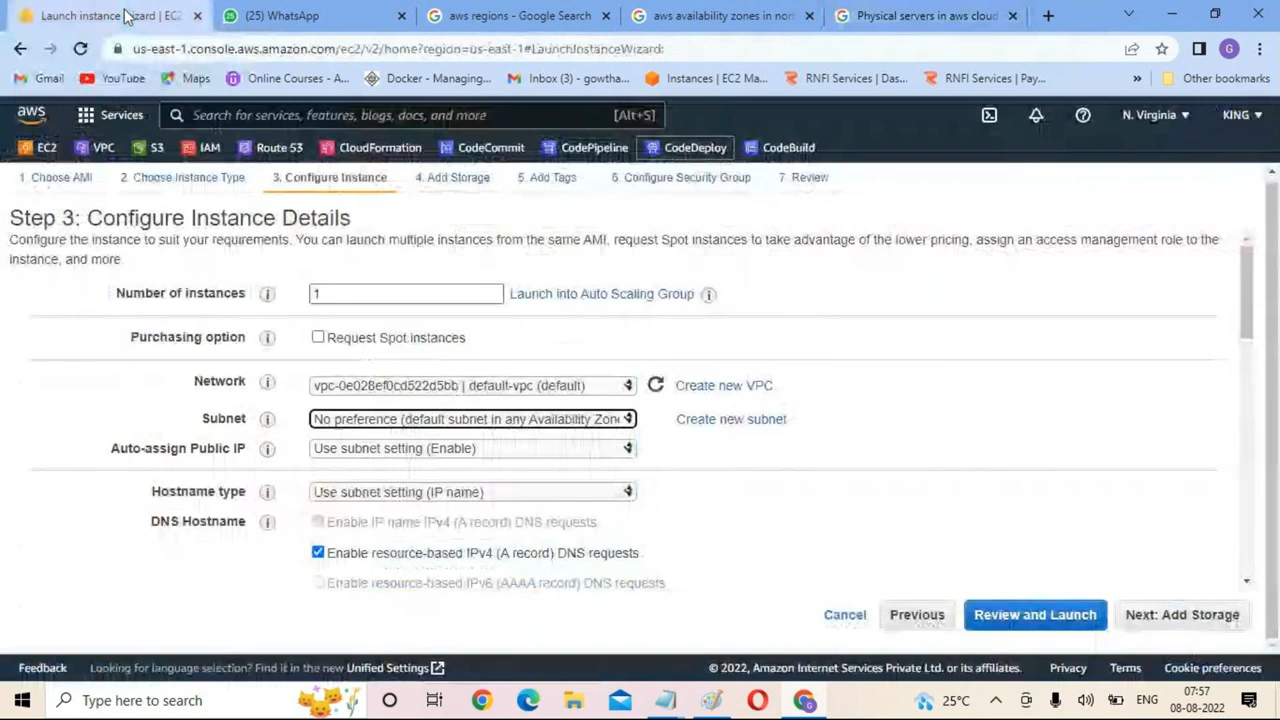 Launch instance wizard | EC2
(25) WhatsApp
aws regions - Google Search
aws availability zones in nort
Physical servers in aws cloud -
us-east-1.console.aws.amazon.com/ec2/v2/home?region=us-east-1#LaunchInstanceWizard:
G
Gmail
YouTube
Maps
Online Courses - A...
Docker - Managing...
Inbox (3) - gowtha...
Instances | EC2 Ma...
RNFI Services | Das...
RNFI Services | Pay...
»
Other bookmarks
aws
Services
Search for services, features, blogs, docs, and more
[Alt+S]
N. Virginia
KING
EC2
VPC
S3
IAM
Route 53
CloudFormation
CodeCommit
CodePipeline
CodeDeploy
CodeBuild
1. Choose AMI
2. Choose Instance Type
3. Configure Instance
4. Add Storage
5. Add Tags
6. Configure Security Group
7. Review
Step 3: Configure Instance Details
Configure the instance to suit your requirements. You can launch multiple instances from the same AMI, request Spot instances to take advantage of the lower pricing, assign an access management role to the
instance, and more
Number of instances
1
Launch into Auto Scaling Group
Purchasing option
Request Spot instances
Network
vpc-0e028ef0cd522d5bb | default-vpc (default)
Create new VPC
Subnet
No preference (default subnet in any Availability Zone
Create new subnet
Auto-assign Public IP
Use subnet setting (Enable)
Hostname type
Use subnet setting (IP name)
DNS Hostname
Enable IP name IPv4 (A record) DNS requests
Enable resource-based IPv4 (A record) DNS requests
Enable resource-based IPv6 (AAAA record) DNS requests
Cancel
Previous
Review and Launch
Next: Add Storage
Feedback
Looking for language selection? Find it in the new Unified Settings
© 2022, Amazon Internet Services Private Ltd. or its affiliates.
Privacy
Terms
Cookie preferences
Type here to search
25°C
ENG
07:57
08-08-2022